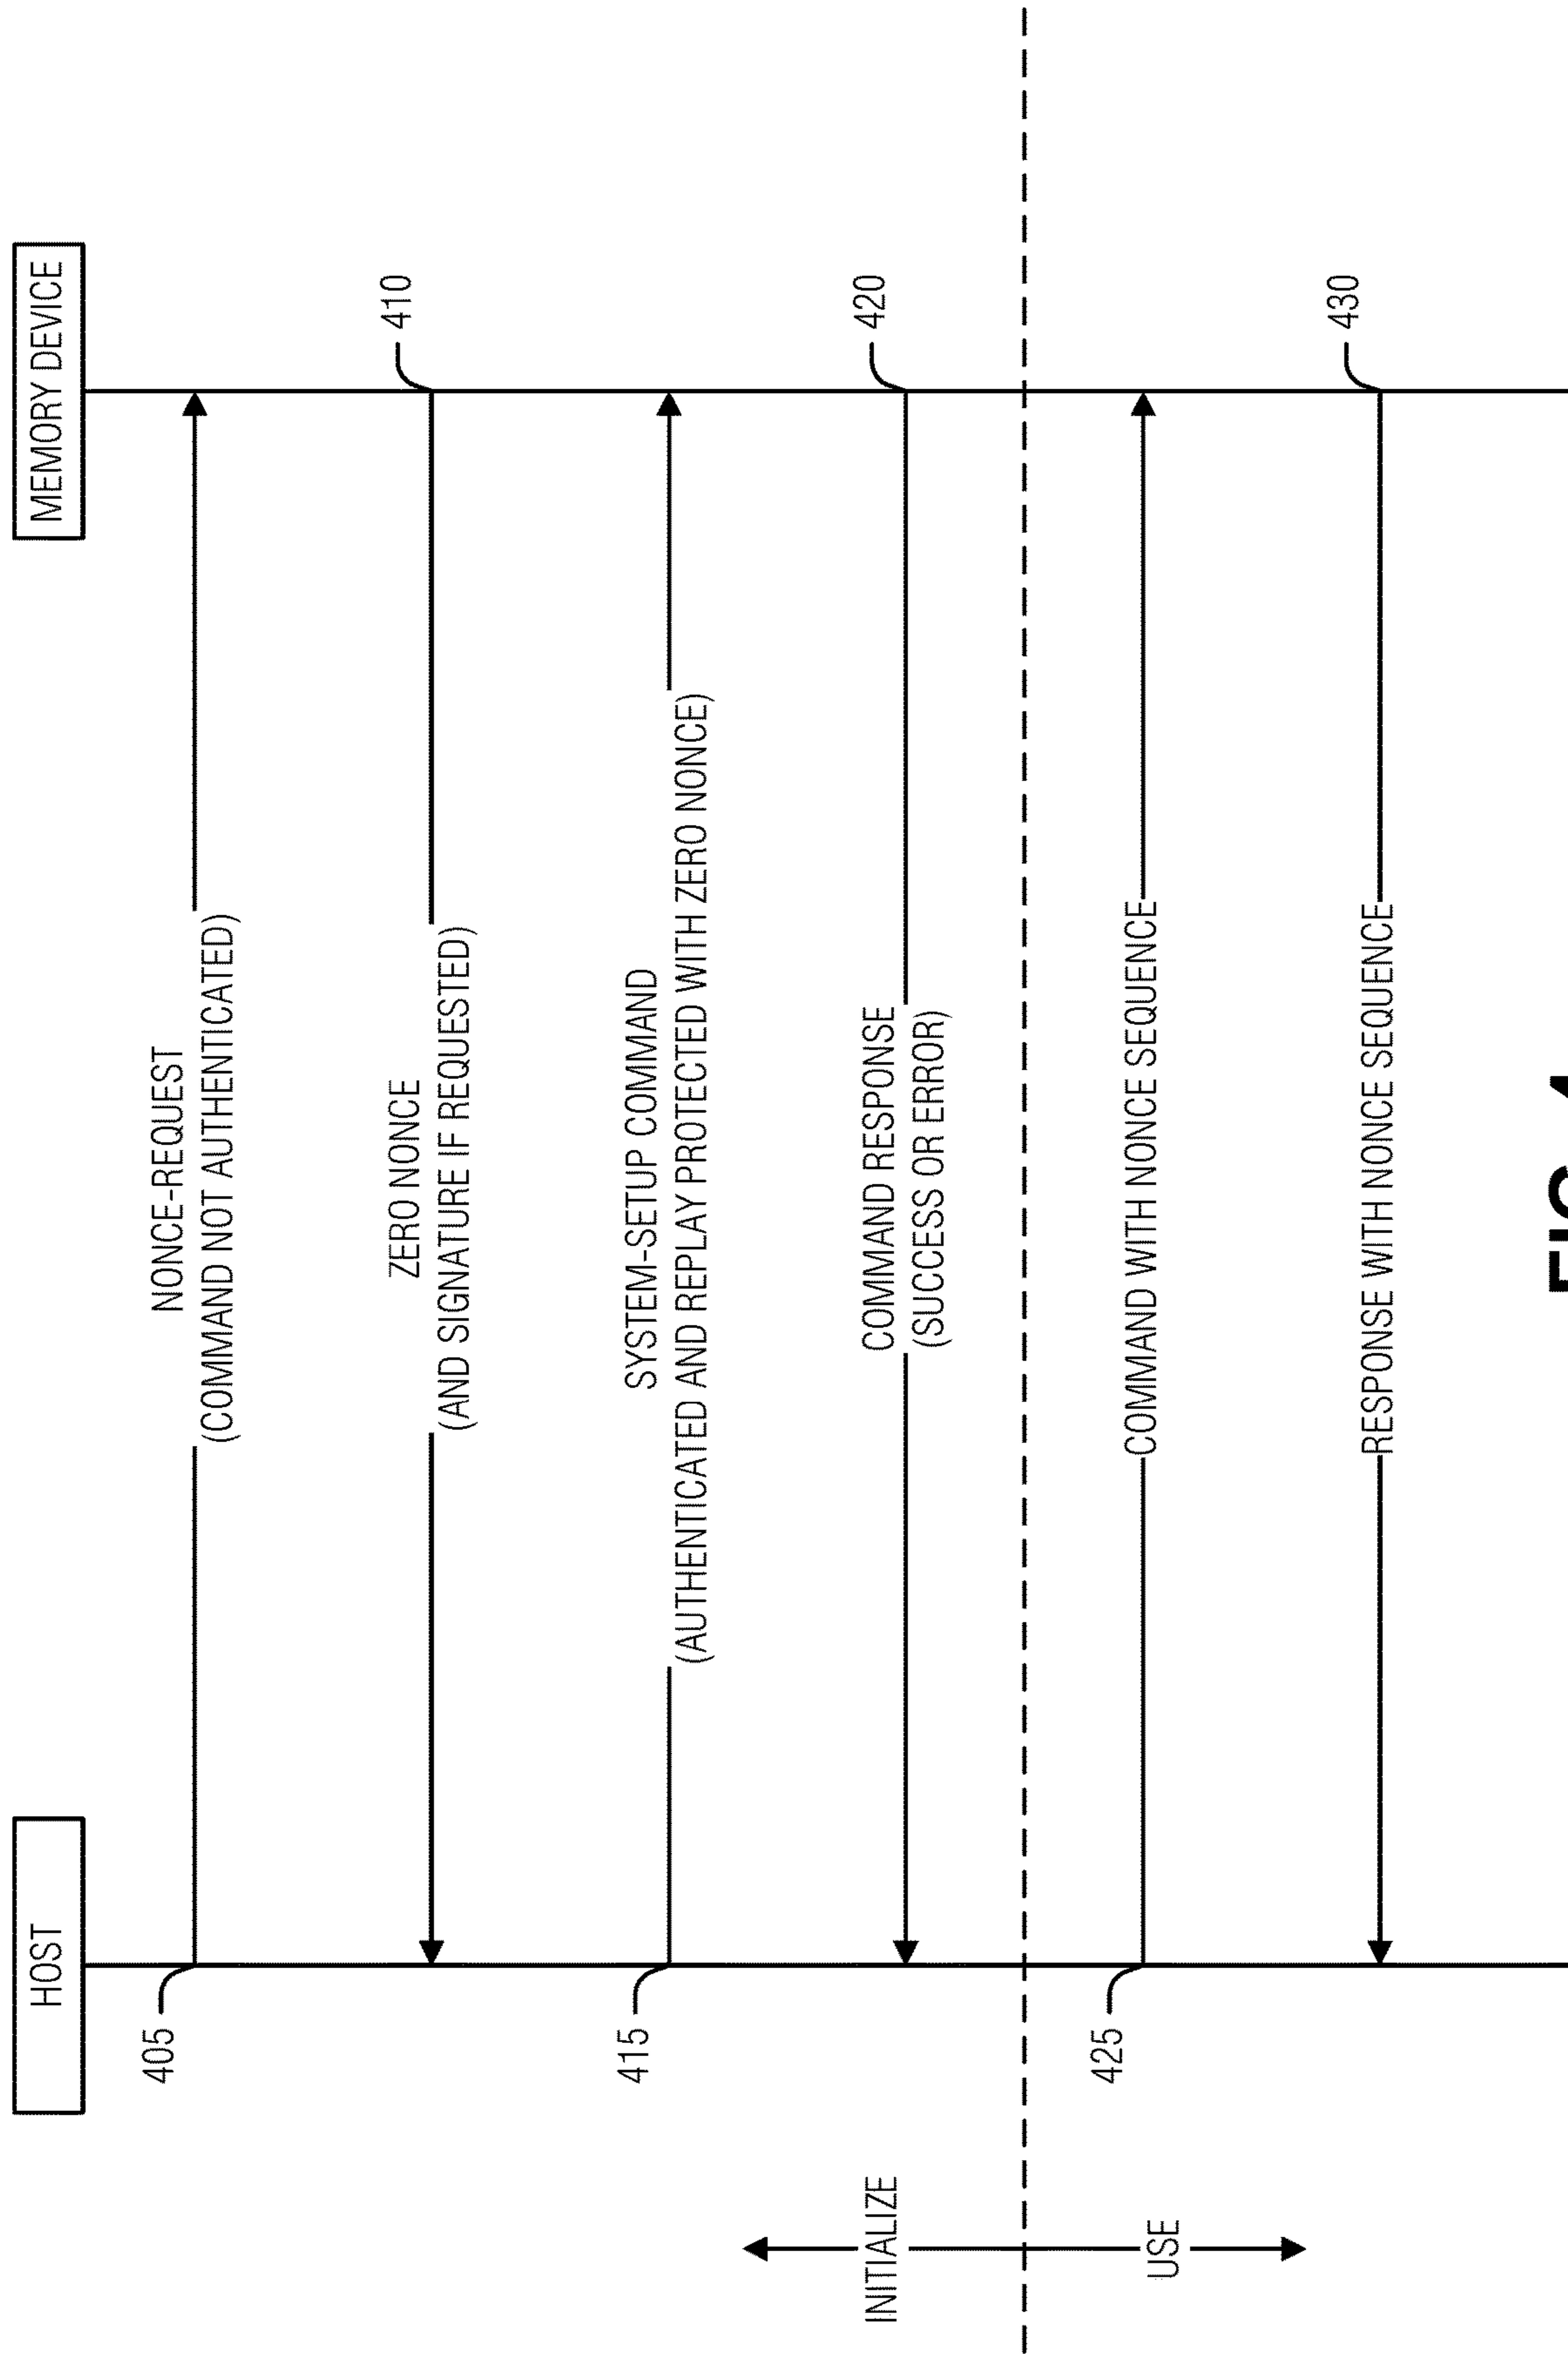 HOST
MEMORY DEVICE
405
NONCE-REQUEST
(COMMAND NOT AUTHENTICATED)
410
ZERO NONCE
(AND SIGNATURE IF REQUESTED)
415
SYSTEM-SETUP COMMAND
(AUTHENTICATED AND REPLAY PROTECTED WITH ZERO NONCE)
420
COMMAND RESPONSE
(SUCCESS OR ERROR)
INITIALIZE
USE
425
COMMAND WITH NONCE SEQUENCE
430
RESPONSE WITH NONCE SEQUENCE